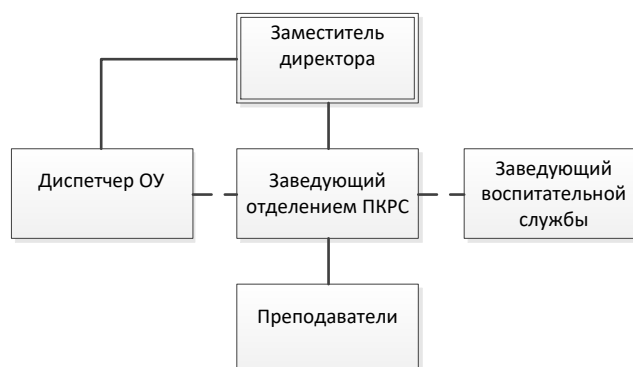 Заместитель
директора
Диспетчер ОУ
Заведующий
отделением ПКРС
Заведующий
воспитательной
службы
Преподаватели